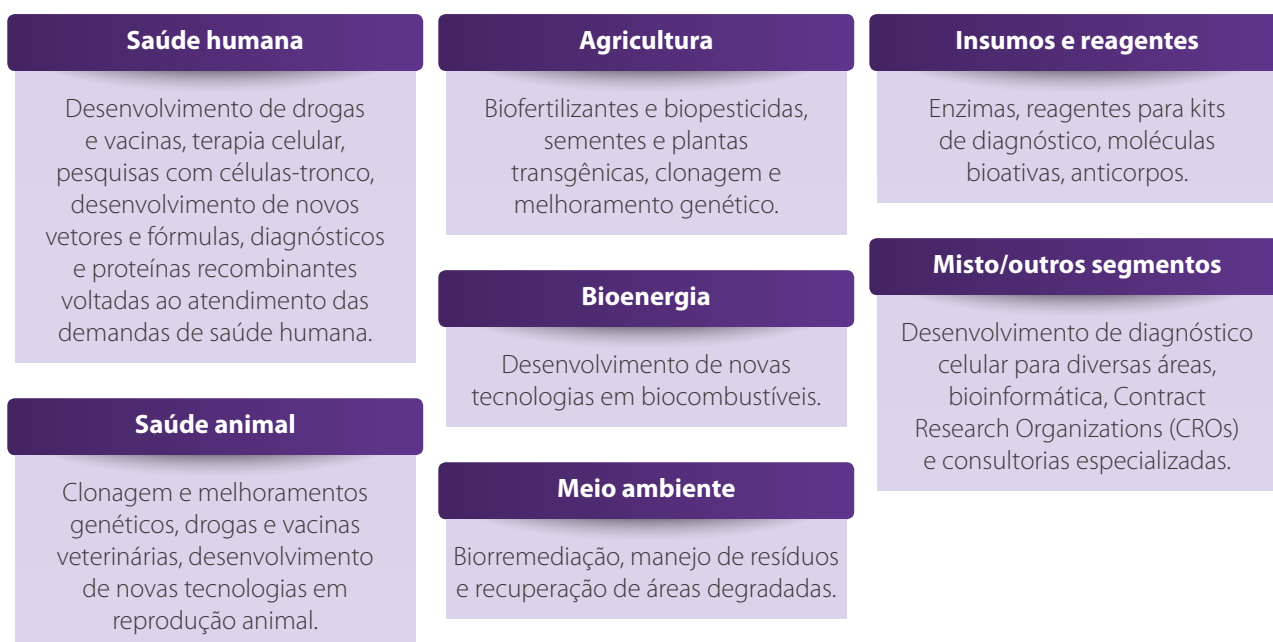 Saúde humana
Desenvolvimento de drogas
e vacinas, terapia celular,
pesquisas com células-tronco,
desenvolvimento de novos
vetores e fórmulas, diagnósticos
e proteínas recombinantes
voltadas ao atendimento das
demandas de saúde humana.
Saúde animal
Clonagem e melhoramentos
genéticos, drogas e vacinas
veterinárias, desenvolvimento
de novas tecnologias em
reprodução animal.
Agricultura
Biofertilizantes e biopesticidas,
sementes e plantas
transgênicas, clonagem e
melhoramento genético.
Bioenergia
Desenvolvimento de novas
tecnologias em biocombustíveis.
Meio ambiente
Biorremediação, manejo de resíduos
e recuperação de áreas degradadas.
Insumos e reagentes
Enzimas, reagentes para kits
de diagnóstico, moléculas
bioativas, anticorpos.
Misto/outros segmentos
Desenvolvimento de diagnóstico
celular para diversas áreas,
bioinformática, Contract
Research Organizations (CROs)
e consultorias especializadas.